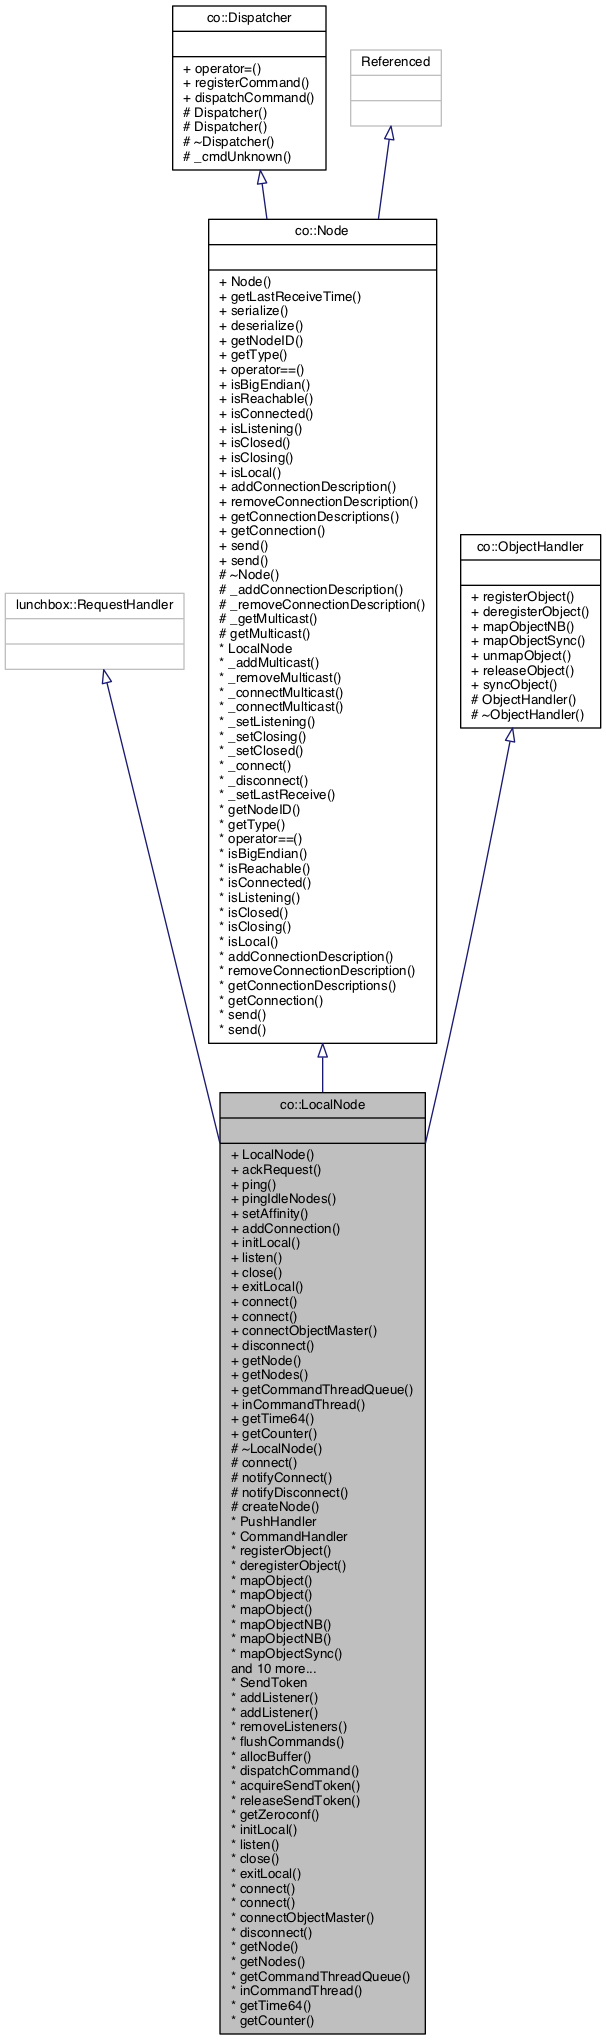 co::Dispatcher
+ operator=()
+ registerCommand()
+ dispatchCommand()
# Dispatcher()
# Dispatcher()
# ~Dispatcher()
# _cmdUnknown()
Referenced
co::Node
+ Node()
+ getLastReceiveTime()
+ serialize()
+ deserialize()
+ getNodeID()
+ getType()
+ operator==()
+ isBigEndian()
+ isReachable()
+ isConnected()
+ isListening()
+ isClosed()
+ isClosing()
+ isLocal()
+ addConnectionDescription()
+ removeConnectionDescription()
+ getConnectionDescriptions()
+ getConnection()
+ send()
+ send()
# ~Node()
# _addConnectionDescription()
# _removeConnectionDescription()
# _getMulticast()
# getMulticast()
* LocalNode
* _addMulticast()
* _removeMulticast()
* _connectMulticast()
* _connectMulticast()
* _setListening()
* _setClosing()
* _setClosed()
* _connect()
* _disconnect()
* _setLastReceive()
* getNodeID()
* getType()
* operator==()
* isBigEndian()
* isReachable()
* isConnected()
* isListening()
* isClosed()
* isClosing()
* isLocal()
* addConnectionDescription()
* removeConnectionDescription()
* getConnectionDescriptions()
* getConnection()
* send()
* send()
co::ObjectHandler
+ registerObject()
+ deregisterObject()
+ mapObjectNB()
+ mapObjectSync()
+ unmapObject()
+ releaseObject()
+ syncObject()
# ObjectHandler()
# ~ObjectHandler()
lunchbox::RequestHandler
co::LocalNode
+ LocalNode()
+ ackRequest()
+ ping()
+ pingIdleNodes()
+ setAffinity()
+ addConnection()
+ initLocal()
+ listen()
+ close()
+ exitLocal()
+ connect()
+ connect()
+ connectObjectMaster()
+ disconnect()
+ getNode()
+ getNodes()
+ getCommandThreadQueue()
+ inCommandThread()
+ getTime64()
+ getCounter()
# ~LocalNode()
# connect()
# notifyConnect()
# notifyDisconnect()
# createNode()
* PushHandler
* CommandHandler
* registerObject()
* deregisterObject()
* mapObject()
* mapObject()
* mapObject()
* mapObjectNB()
* mapObjectNB()
* mapObjectSync()
and 10 more...
* SendToken
* addListener()
* addListener()
* removeListeners()
* flushCommands()
* allocBuffer()
* dispatchCommand()
* acquireSendToken()
* releaseSendToken()
* getZeroconf()
* initLocal()
* listen()
* close()
* exitLocal()
* connect()
* connect()
* connectObjectMaster()
* disconnect()
* getNode()
* getNodes()
* getCommandThreadQueue()
* inCommandThread()
* getTime64()
* getCounter()